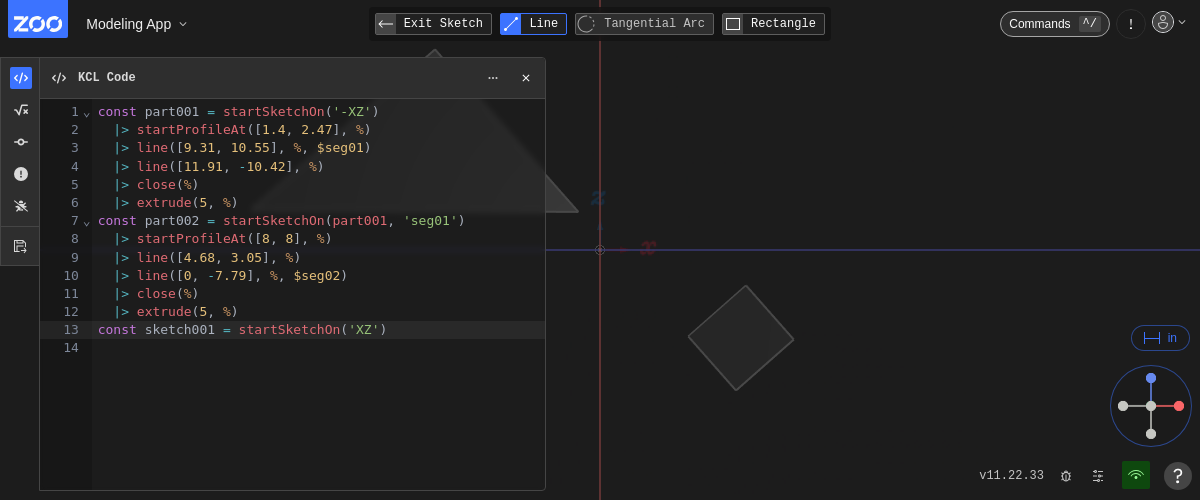 ZOO Modeling App Exit Sketch Line Tangential Arc Rectangle Commands ^/ !
KCL Code
1 const part001 = startSketchOn('-XZ')
2 |> startProfileAt([1.4, 2.47], %)
3 |> line([9.31, 10.55], %, $seg01)
4 |> line([11.91, -10.42], %)
5 |> close(%)
6 |> extrude(5, %)
7 const part002 = startSketchOn(part001, 'seg01')
8 |> startProfileAt([8, 8], %)
9 |> line([4.68, 3.05], %)
10 |> line([0, -7.79], %, $seg02)
11 |> close(%)
12 |> extrude(5, %)
13 const sketch001 = startSketchOn('XZ')
14
z
x
in
v11.22.33
?